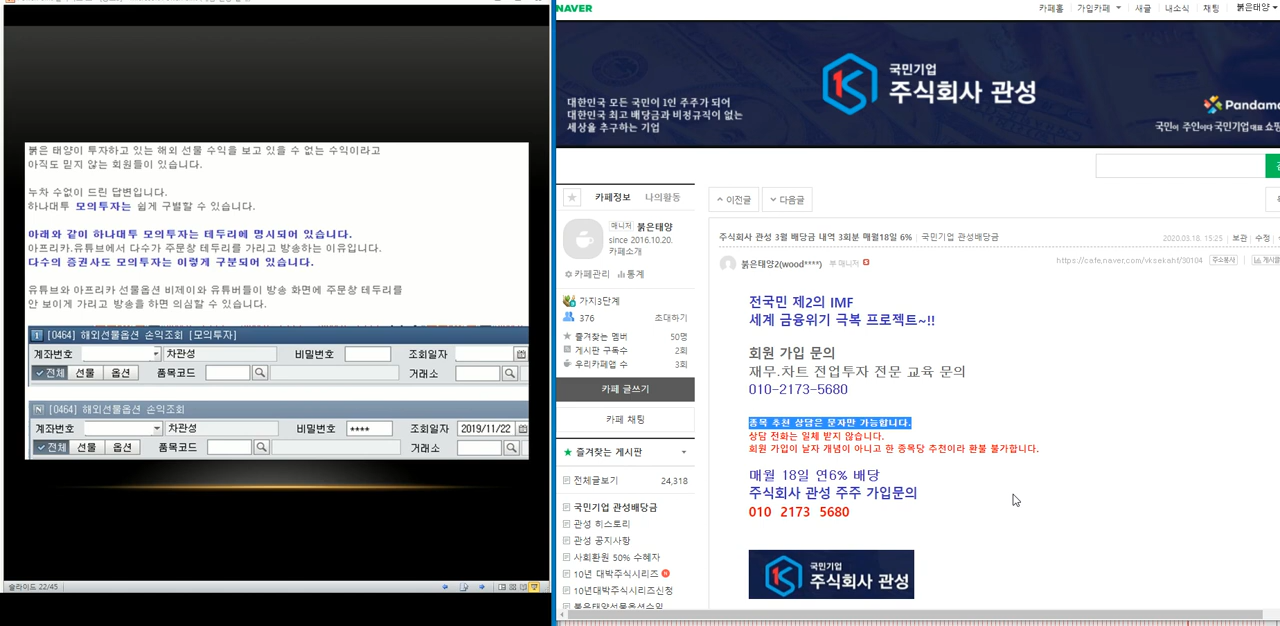 붉은 태양이 투자하고 있는 해외 선물 수익을 보고 있을 수 없는 수익이라고
아직도 믿지 않는 회원들이 있습니다.
누차 수없이 드린 답변입니다.
하나대투 모의투자는 쉽게 구별할 수 있습니다.
아래와 같이 하나대투 모의투자는 테두리에 명시되어 있습니다.
아프리카.유튜브에서 다수가 주문창 테두리를 가리고 방송하는 이유입니다.
다수의 증권사도 모의투자는 이렇게 구분되어 있습니다.
유튜브와 아프리카 선물옵션 비제이와 유튜버들이 방송 화면에 주문창 테두리를
안 보이게 가리고 방송을 하면 의심할 수 있습니다.
1 [0464] 해외선물옵션 손익조회 [모의투자]
계좌번호 차관성 비밀번호 조회일자
전체 선물 옵션 품목코드 거래소
N [0464] 해외선물옵션 손익조회
계좌번호 차관성 비밀번호 **** 조회일자 2019/11/22
전체 선물 옵션 품목코드 거래소
슬라이드 22/45
NAVER
카페홈 가입카페 새글 내소식 채팅 붉은태양
국민기업
주식회사 관성
대한민국 모든 국민이 1인 주주가 되어
대한민국 최고 배당금과 비정규직이 없는
세상을 추구하는 기업
Pandama
국민이 주인이다 국민기업 대표 쇼핑
카페정보 나의활동
매니저 붉은태양
since 2016.10.20.
카페소개
카페관리 통계
가지3단계
376 초대하기
즐겨찾는 멤버 50명
게시판 구독수 2회
우리카페앱 수 3회
카페 글쓰기
카페 채팅
즐겨찾는 게시판
전체글보기 24,318
국민기업 관성배당금
관성 히스토리
관성 공지사항
사회환원 50% 수혜자
10년 대박주식시리즈 N
10년대박주식시리즈신청
붉은태양선물옵션수익
이전글 다음글
주식회사 관성 3월 배당금 내역 3회분 매월18일 6% | 국민기업 관성배당금
2020.03.18. 15:25 보관 수정
붉은태양2(wood****) 부매니저
https://cafe.naver.com/vksekahf/30104 주소복사
전국민 제2의 IMF
세계 금융위기 극복 프로젝트~!!
회원 가입 문의
재무.차트 전업투자 전문 교육 문의
010-2173-5680
종목 추천 상담은 문자만 가능합니다.
상담 전화는 일체 받지 않습니다.
회원 가입이 날자 개념이 아니고 한 종목당 추천이라 환불 불가합니다.
매월 18일 연6% 배당
주식회사 관성 주주 가입문의
010 2173 5680
국민기업
주식회사 관성